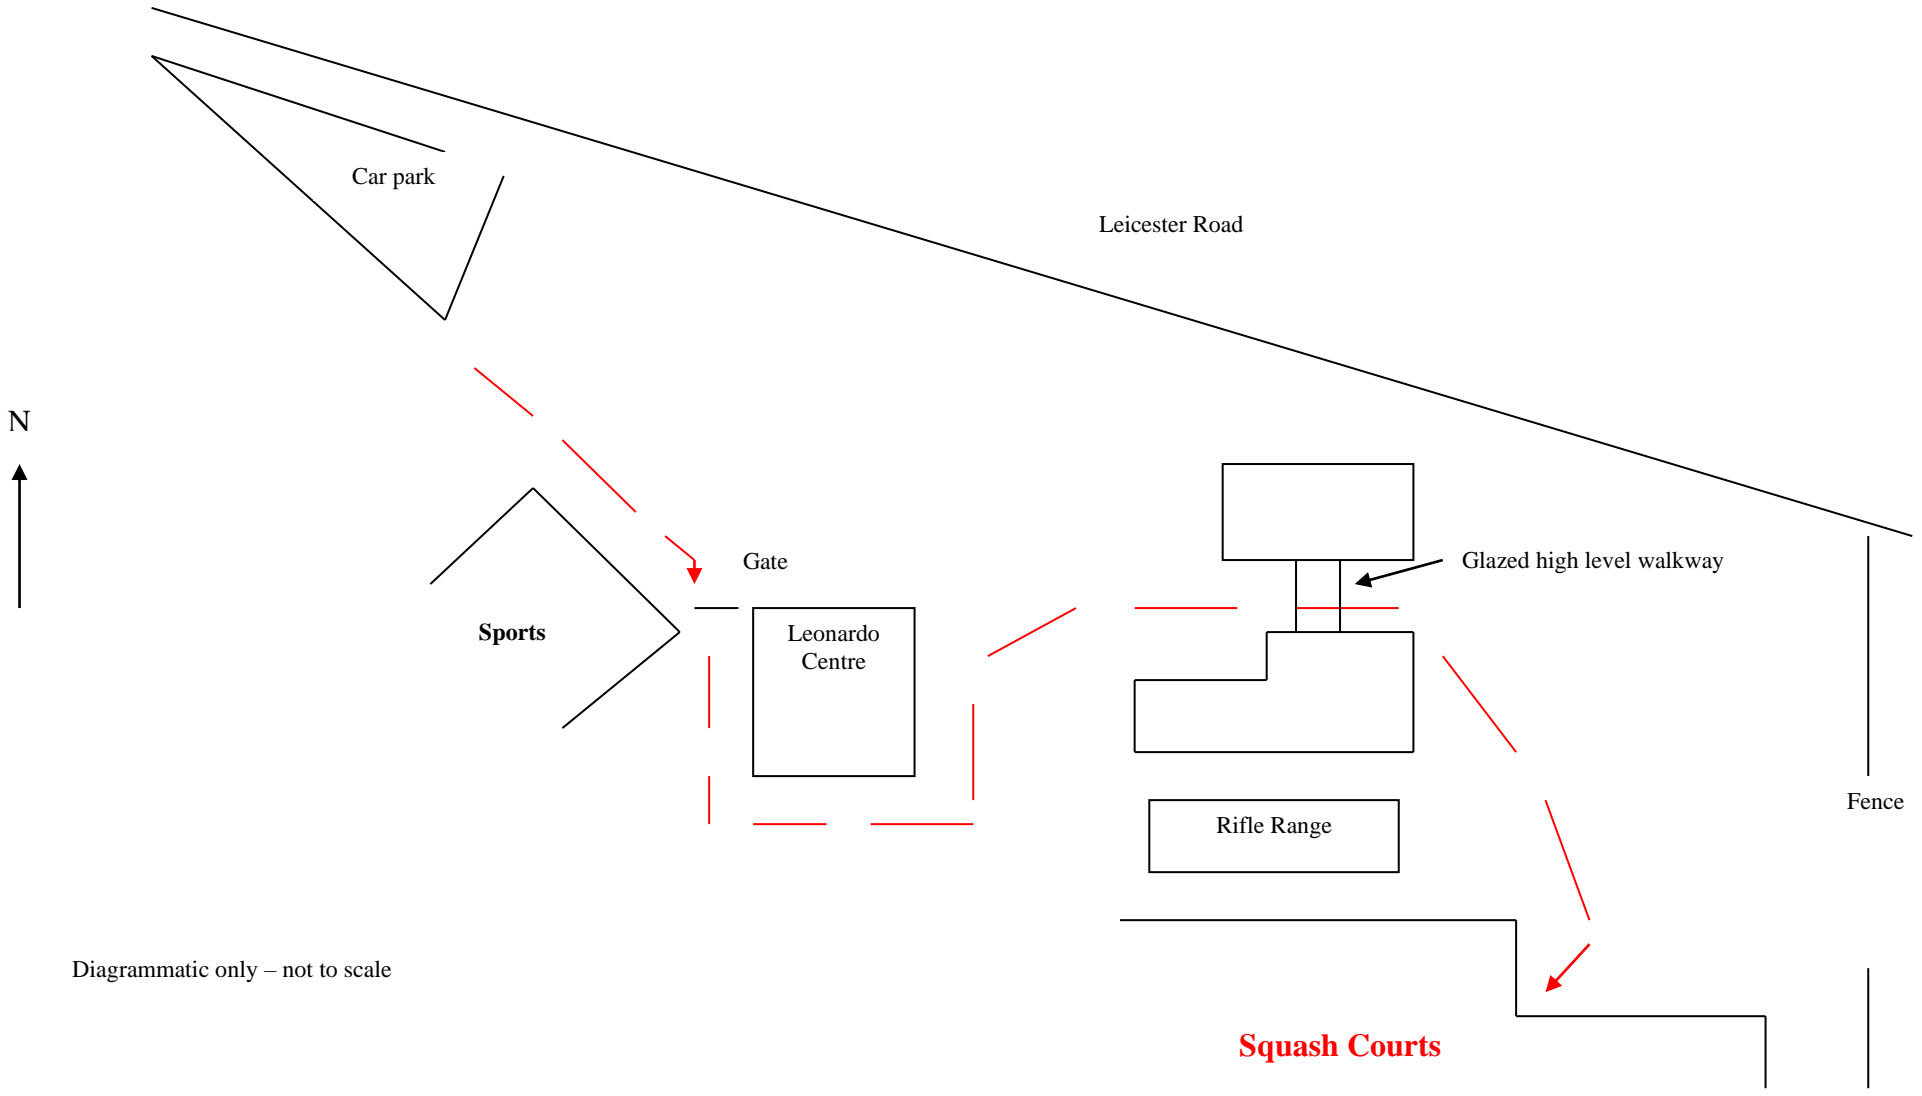 Car park
Leicester Road
N
Gate
Glazed high level walkway
Sports
Leonardo
Centre
Fence
Rifle Range
Diagrammatic only – not to scale
Squash Courts